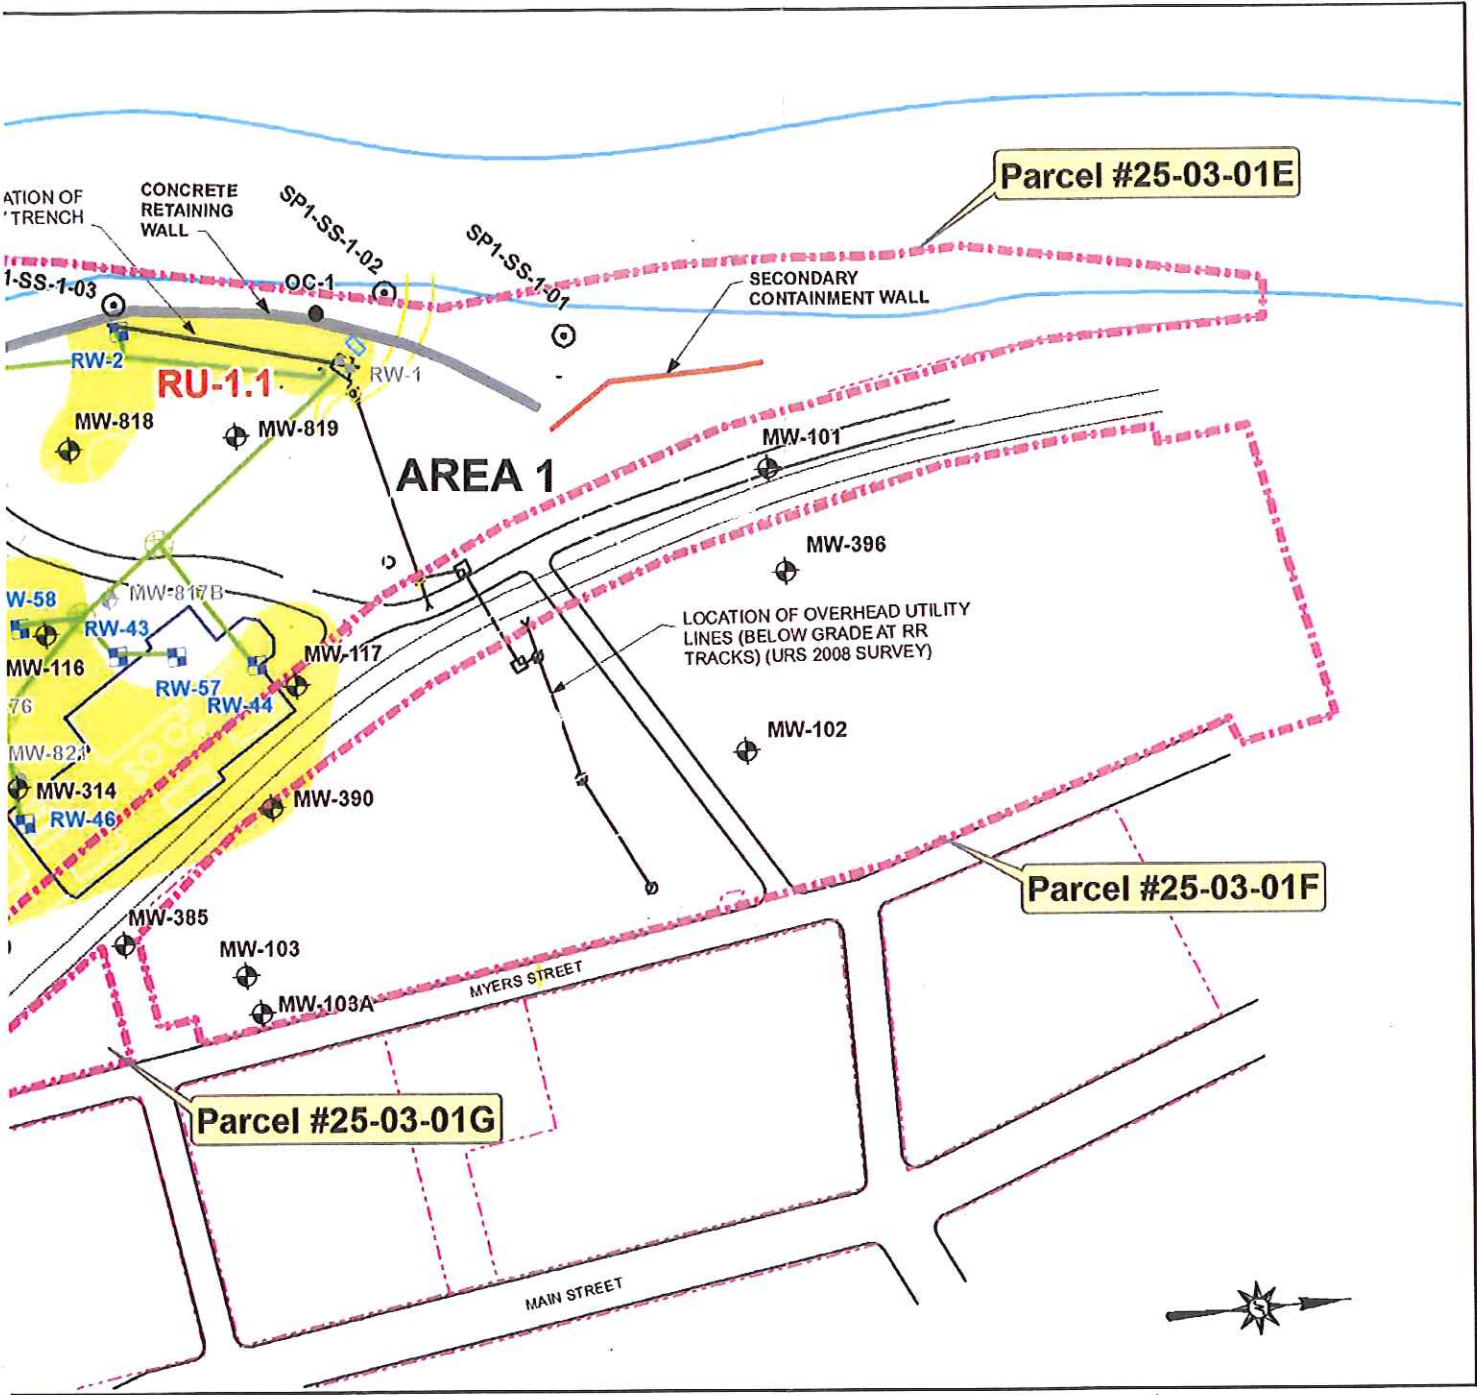 Parcel #25-03-01E
ATION OF
TRENCH
CONCRETE
RETAINING
WALL
SP1-SS-1-02
SP1-SS-1-01
1-SS-1-03
OC-1
SECONDARY
CONTAINMENT WALL
RW-2
RU-1.1
RW-1
MW-818
MW-819
AREA 1
MW-101
MW-396
MW-817B
W-58
RW-43
LOCATION OF OVERHEAD UTILITY
LINES (BELOW GRADE AT RR
TRACKS) (URS 2008 SURVEY)
MW-116
MW-117
RW-57
RW-44
76
MW-102
MW-821
MW-314
MW-390
RW-46
Parcel #25-03-01F
MW-385
MW-103
MW-103A
MYERS STREET
Parcel #25-03-01G
MAIN STREET